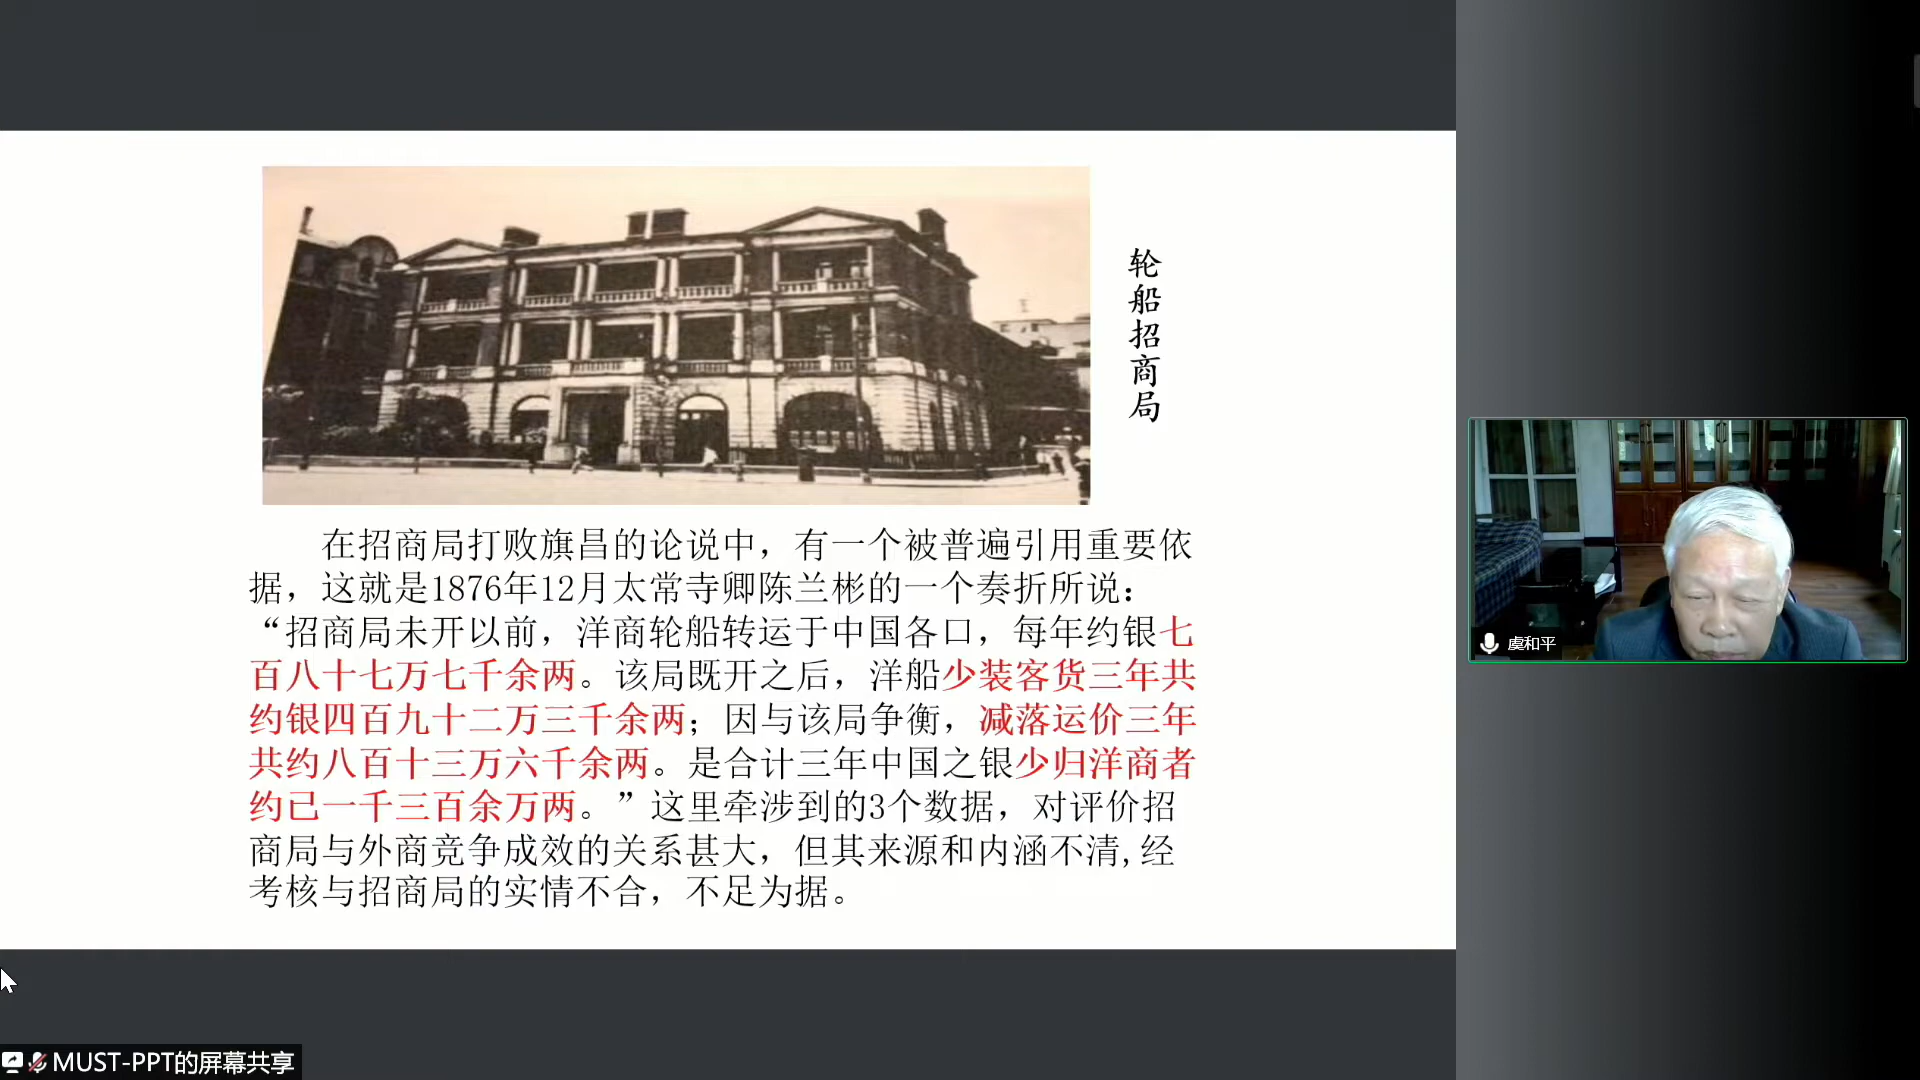 轮船招商局
在招商局打败旗昌的论说中，有一个被普遍引用重要依
据，这就是1876年12月太常寺卿陈兰彬的一个奏折所说：
“招商局未开以前，洋商轮船转运于中国各口，每年约银七
百八十七万七千余两。该局既开之后，洋船少装客货三年共
约银四百九十二万三千余两；因与该局争衡，减落运价三年
共约八百十三万六千余两。是合计三年中国之银少归洋商者
约已一千三百余万两。”这里牵涉到的3个数据，对评价招
商局与外商竞争成效的关系甚大，但其来源和内涵不清,经
考核与招商局的实情不合，不足为据。
虞和平
MUST-PPT的屏幕共享